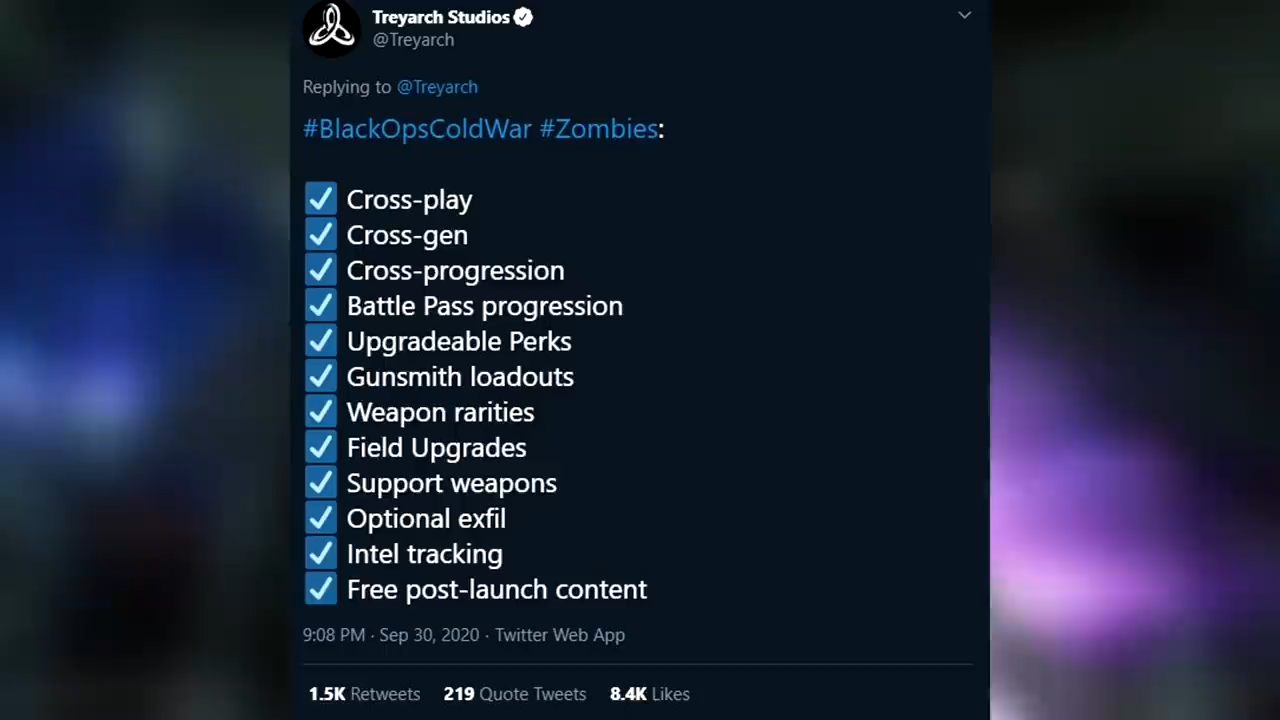 Treyarch Studios
@Treyarch
Replying to @Treyarch
#BlackOpsColdWar #Zombies:
Cross-play
Cross-gen
Cross-progression
Battle Pass progression
Upgradeable Perks
Gunsmith loadouts
Weapon rarities
Field Upgrades
Support weapons
Optional exfil
Intel tracking
Free post-launch content
9:08 PM · Sep 30, 2020 · Twitter Web App
1.5K Retweets 219 Quote Tweets 8.4K Likes